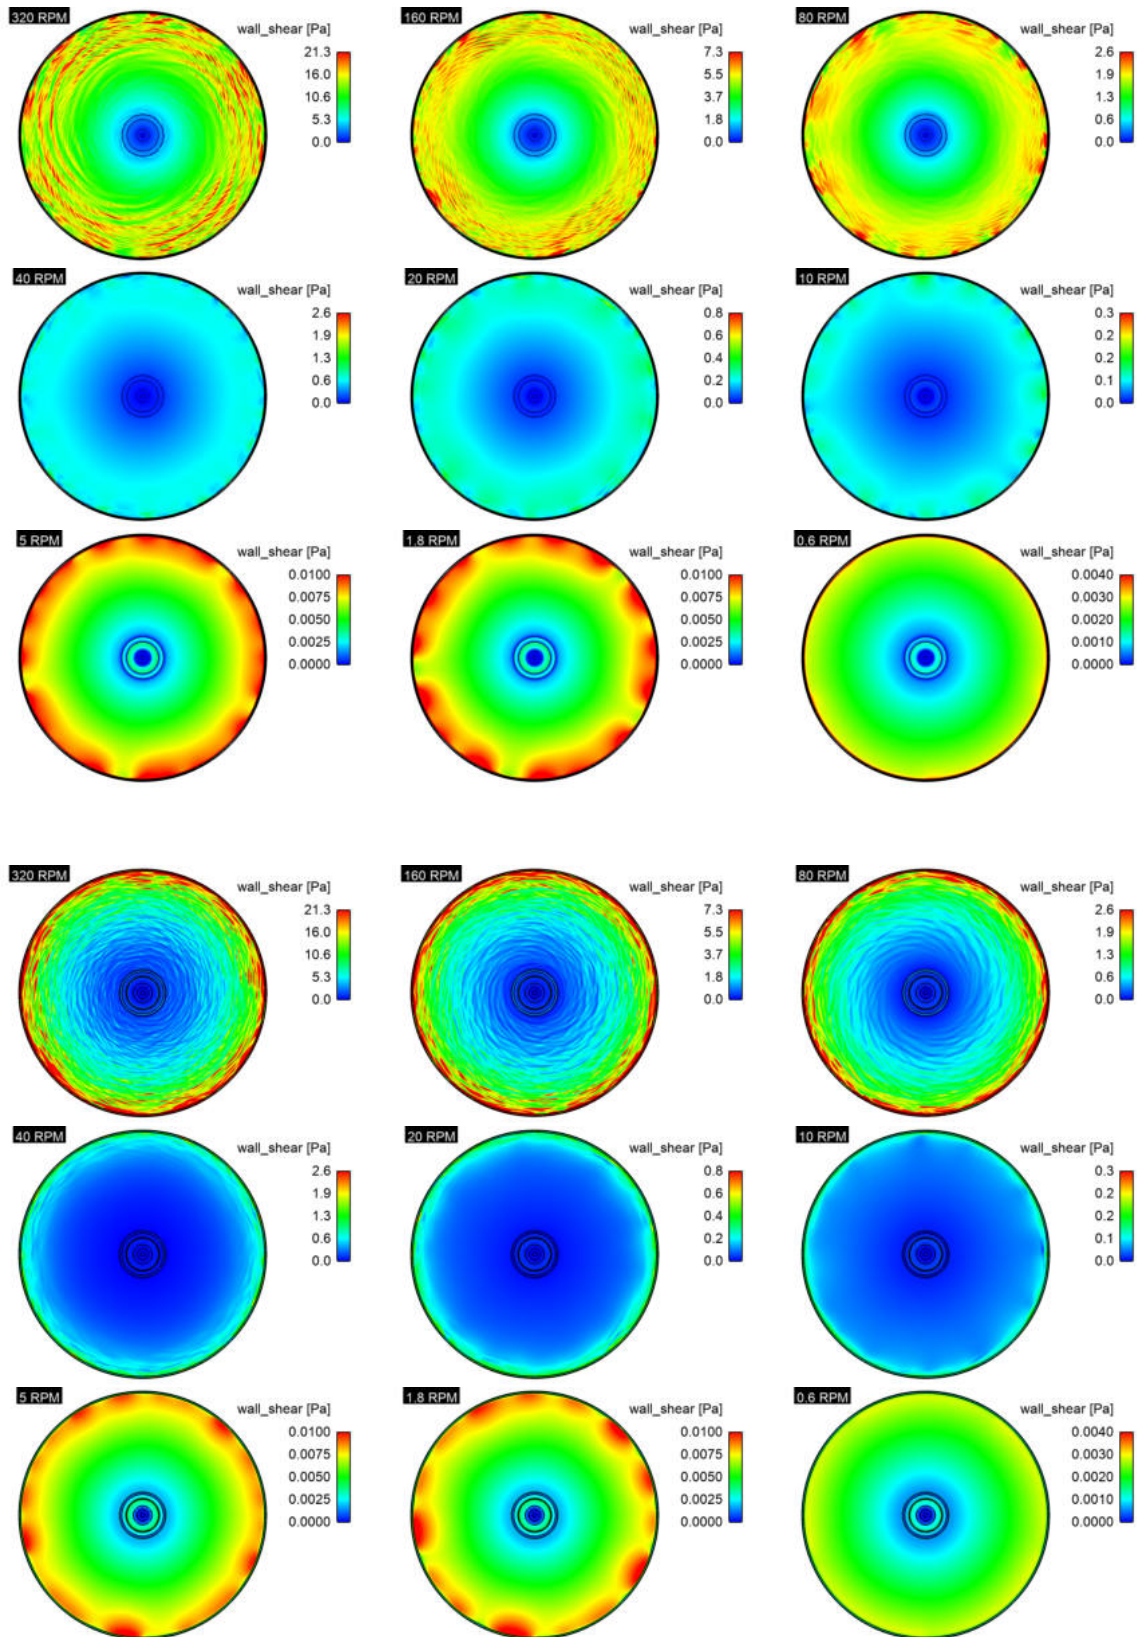 320 RPM
wall_shear [Pa]
21.3
16.0
10.6
5.3
0.0
160 RPM
wall_shear [Pa]
7.3
5.5
3.7
1.8
0.0
80 RPM
wall_shear [Pa]
2.6
1.9
1.3
0.6
0.0
40 RPM
wall_shear [Pa]
2.6
1.9
1.3
0.6
0.0
20 RPM
wall_shear [Pa]
0.8
0.6
0.4
0.2
0.0
10 RPM
wall_shear [Pa]
0.3
0.2
0.2
0.1
0.0
5 RPM
wall_shear [Pa]
0.0100
0.0075
0.0050
0.0025
0.0000
1.8 RPM
wall_shear [Pa]
0.0100
0.0075
0.0050
0.0025
0.0000
0.6 RPM
wall_shear [Pa]
0.0040
0.0030
0.0020
0.0010
0.0000
320 RPM
wall_shear [Pa]
21.3
16.0
10.6
5.3
0.0
160 RPM
wall_shear [Pa]
7.3
5.5
3.7
1.8
0.0
80 RPM
wall_shear [Pa]
2.6
1.9
1.3
0.6
0.0
40 RPM
wall_shear [Pa]
2.6
1.9
1.3
0.6
0.0
20 RPM
wall_shear [Pa]
0.8
0.6
0.4
0.2
0.0
10 RPM
wall_shear [Pa]
0.3
0.2
0.2
0.1
0.0
5 RPM
wall_shear [Pa]
0.0100
0.0075
0.0050
0.0025
0.0000
1.8 RPM
wall_shear [Pa]
0.0100
0.0075
0.0050
0.0025
0.0000
0.6 RPM
wall_shear [Pa]
0.0040
0.0030
0.0020
0.0010
0.0000